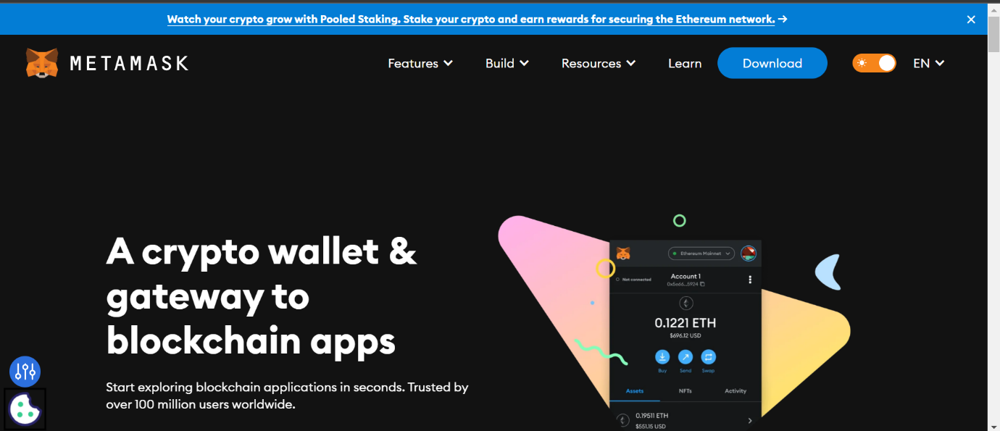 Watch your crypto grow with Pooled Staking. Stake your crypto and earn rewards for securing the Ethereum network. →
METAMASK
Features
Build
Resources
Learn
Download
EN
A crypto wallet &
gateway to
blockchain apps
Start exploring blockchain applications in seconds. Trusted by
over 100 million users worldwide.
Ethereum Mainnet
Not connected
Account 1
0x5e66...5924
0.1221 ETH
$696.12 USD
Buy
Send
Swap
Assets
NFTs
Activity
0.19511 ETH
$551.15 USD